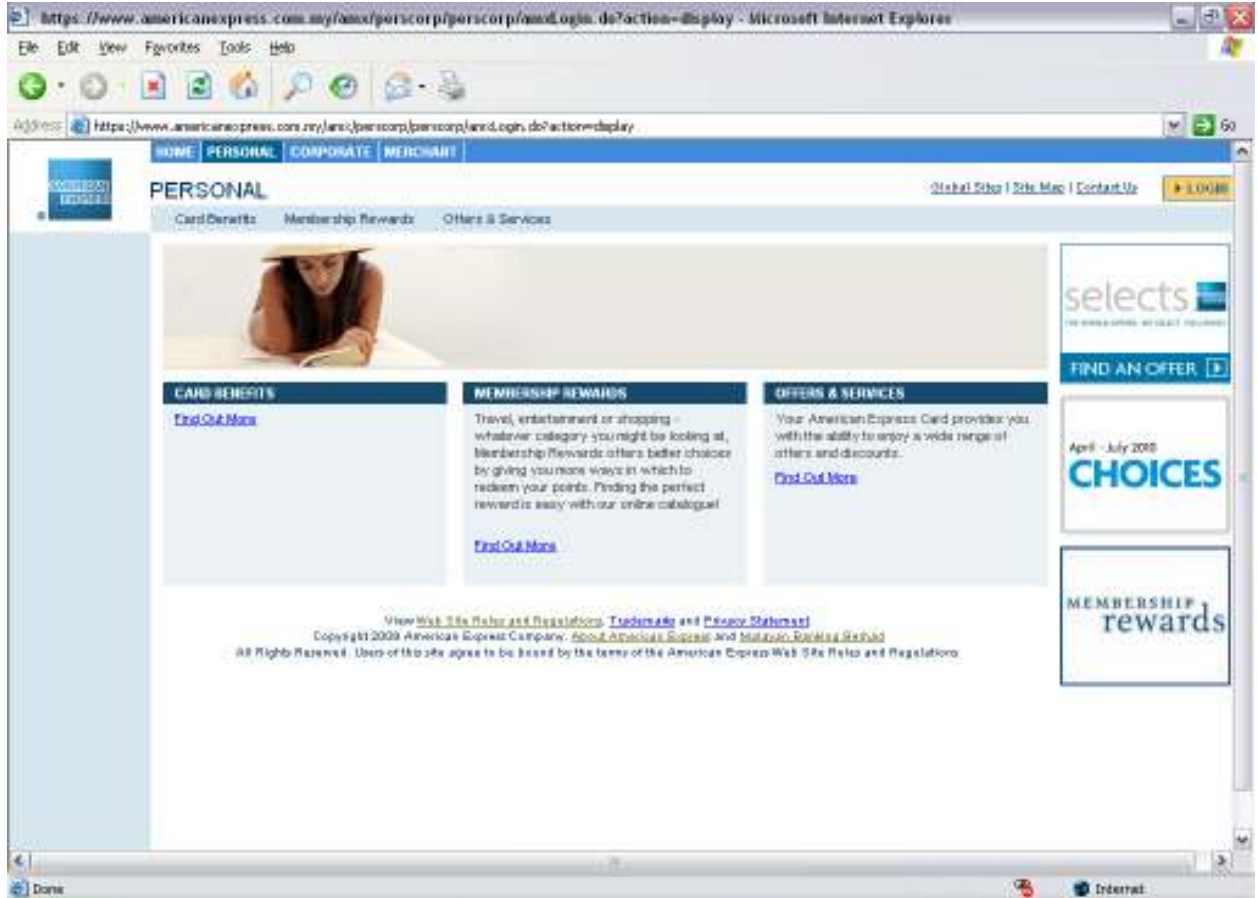 https://www.americanexpress.com.my/amx/perscorp/perscorp/amxLogin.do?action=display - Microsoft Internet Explorer
File Edit View Favorites Tools Help
Address https://www.americanexpress.com.my/amx/perscorp/perscorp/amxLogin.do?action=display Go
HOME PERSONAL CORPORATE MERCHANT
AMERICAN EXPRESS
PERSONAL
Global Sites | Site Map | Contact Us
LOGIN
Card Benefits Membership Rewards Offers & Services
selects
FIND AN OFFER
CARD BENEFITS
Find Out More
MEMBERSHIP REWARDS
Travel, entertainment or shopping -
whatever category you might be looking at,
Membership Rewards offers better choices
by giving you more ways in which to
redeem your points. Finding the perfect
reward is easy with our online catalogue!
Find Out More
OFFERS & SERVICES
Your American Express Card provides you
with the ability to enjoy a wide range of
offers and discounts.
Find Out More
April - July 2010
CHOICES
MEMBERSHIP
rewards
View Web Site Rules and Regulations, Trademarks and Privacy Statement
Copyright 2009 American Express Company. About American Express and Malayan Banking Berhad
All Rights Reserved. Users of this site agree to be bound by the terms of the American Express Web Site Rules and Regulations
Done
Internet